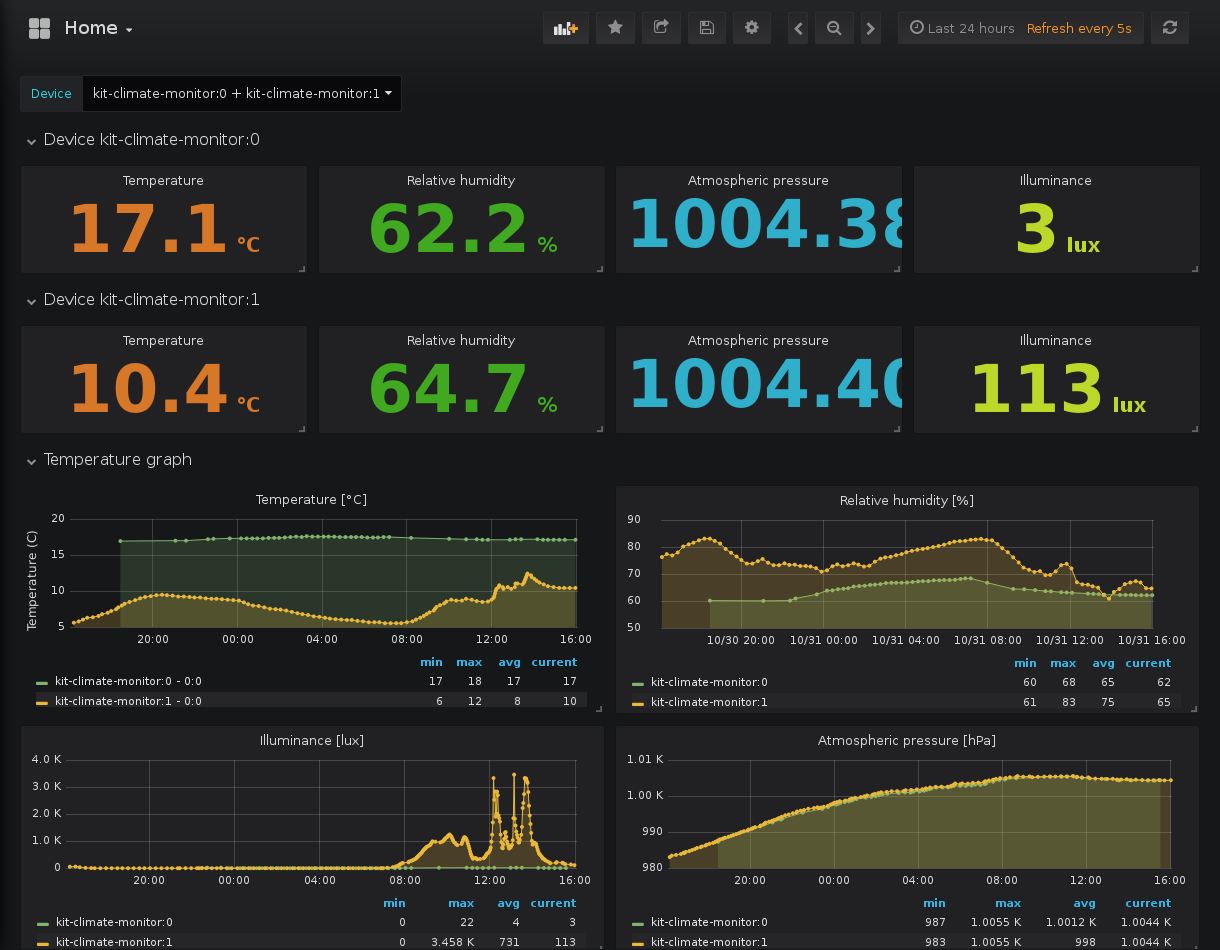 Home
Last 24 hours Refresh every 5s
Device kit-climate-monitor:0 + kit-climate-monitor:1
Device kit-climate-monitor:0
Temperature Relative humidity Atmospheric pressure Illuminance
17.1 °C 62.2 % 1004.38 3 lux
Device kit-climate-monitor:1
Temperature Relative humidity Atmospheric pressure Illuminance
10.4 °C 64.7 % 1004.40 113 lux
Temperature graph
Temperature [°C]
Temperature (C)
20
15
10
5
20:00 00:00 04:00 08:00 12:00 16:00
min max avg current
kit-climate-monitor:0 - 0:0 17 18 17 17
kit-climate-monitor:1 - 0:0 6 12 8 10
Relative humidity [%]
90
80
70
60
50
10/30 20:00 10/31 00:00 10/31 04:00 10/31 08:00 10/31 12:00 10/31 16:00
min max avg current
kit-climate-monitor:0 60 68 65 62
kit-climate-monitor:1 61 83 75 65
Illuminance [lux]
4.0 K
3.0 K
2.0 K
1.0 K
0
20:00 00:00 04:00 08:00 12:00 16:00
min max avg current
kit-climate-monitor:0 0 22 4 3
kit-climate-monitor:1 0 3.458 K 731 113
Atmospheric pressure [hPa]
1.01 K
1.00 K
990
980
20:00 00:00 04:00 08:00 12:00 16:00
min max avg current
kit-climate-monitor:0 987 1.0055 K 1.0012 K 1.0044 K
kit-climate-monitor:1 983 1.0055 K 998 1.0044 K